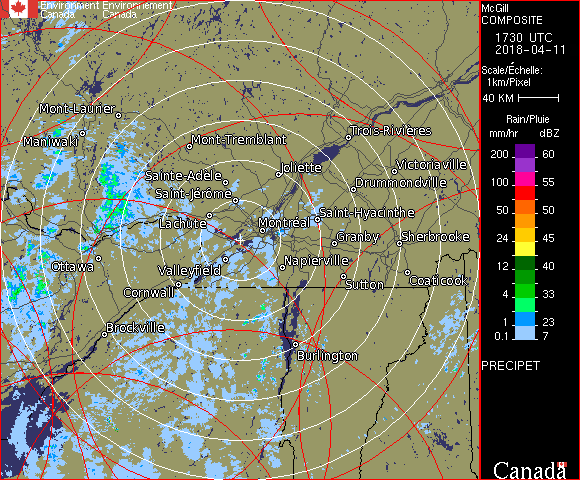 Environment Environnement
Canada Canada
McGill
COMPOSITE
1730 UTC
2018-04-11
Scale/Échelle:
1km/Pixel
40 KM
Rain/Pluie
mm/hr dBZ
200 60
100 55
50 50
24 45
12 40
4 33
1 23
0.1 7
PRECIPET
Canada
Mont-Laurier
Maniwaki
Mont-Tremblant
Trois-Rivières
Joliette
Victoriaville
Sainte-Adèle
Drummondville
Saint-Jérôme
Saint-Hyacinthe
Lachute
Montréal
Granby
Sherbrooke
Ottawa
Valleyfield
Napierville
Cornwall
Sutton
Coaticook
Brockville
Burlington